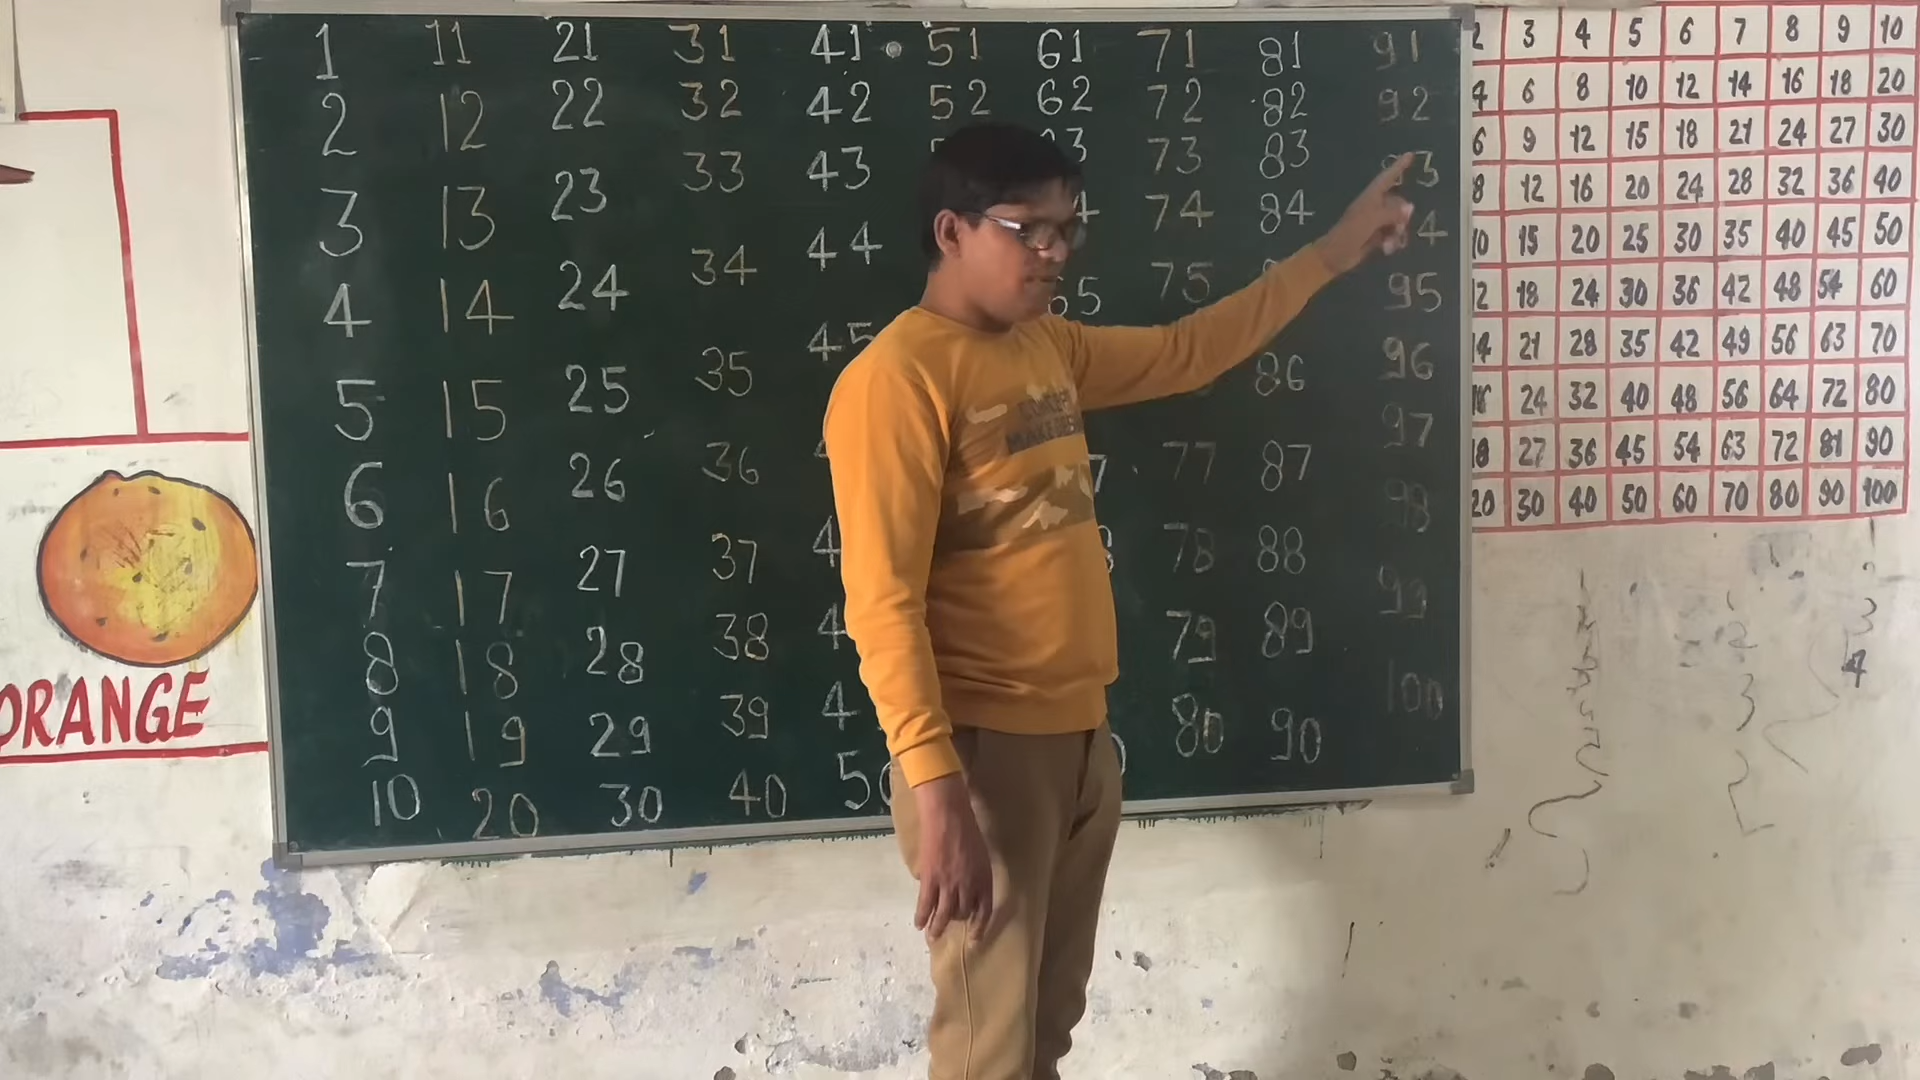 1 11 21 31 41 51 61 71 81 91
2 12 22 32 42 52 62 72 82 92
3 13 23 33 43 73 83
4 14 24 34 44 74 84
5 15 25 35 45 65 75 95
6 16 26 36 86 96
7 17 27 37 77 87 97
8 18 28 38 78 88 98
9 19 29 39 79 89 99
10 20 30 40 80 90 100
2 3 4 5 6 7 8 9 10
4 6 8 10 12 14 16 18 20
6 9 12 15 18 21 24 27 30
8 12 16 20 24 28 32 36 40
10 15 20 25 30 35 40 45 50
12 18 24 30 36 42 48 54 60
14 21 28 35 42 49 56 63 70
16 24 32 40 48 56 64 72 80
18 27 36 45 54 63 72 81 90
20 30 40 50 60 70 80 90 100
ORANGE